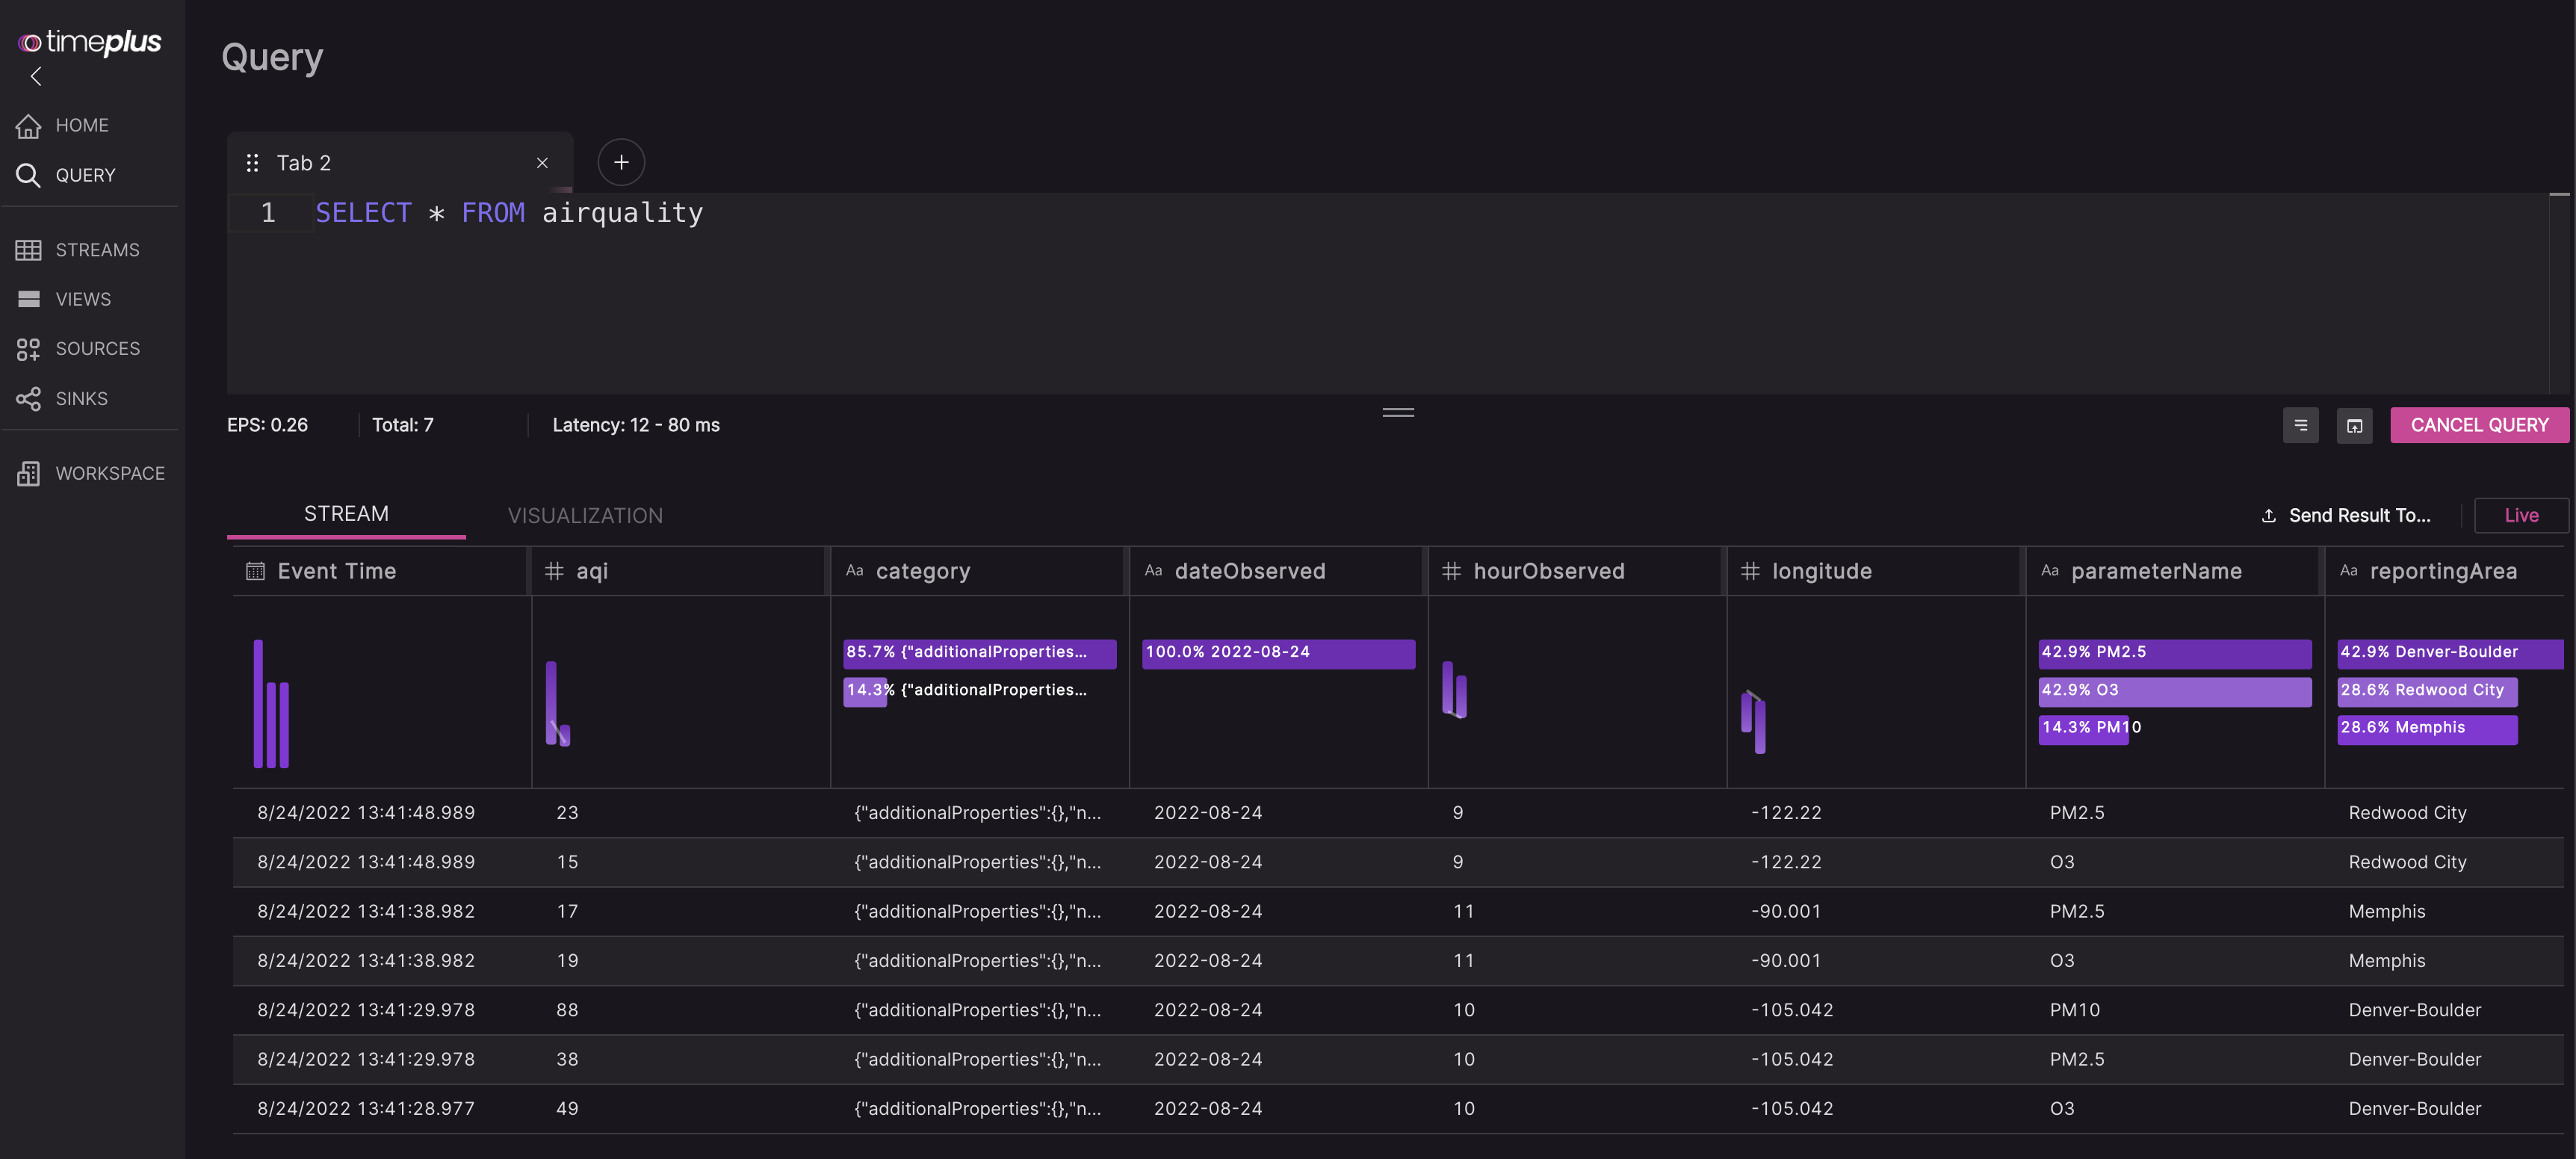 timeplus
Query
HOME
QUERY
STREAMS
VIEWS
SOURCES
SINKS
WORKSPACE
Tab 2
1 SELECT * FROM airquality
EPS: 0.26 Total: 7 Latency: 12 - 80 ms CANCEL QUERY
STREAM VISUALIZATION Send Result To... Live
Event Time # aqi Aa category Aa dateObserved # hourObserved # longitude Aa parameterName Aa reportingArea
85.7% {"additionalProperties... 100.0% 2022-08-24 42.9% PM2.5 42.9% Denver-Boulder
14.3% {"additionalProperties... 42.9% O3 28.6% Redwood City
14.3% PM10 28.6% Memphis
8/24/2022 13:41:48.989 23 {"additionalProperties":{},"n... 2022-08-24 9 -122.22 PM2.5 Redwood City
8/24/2022 13:41:48.989 15 {"additionalProperties":{},"n... 2022-08-24 9 -122.22 O3 Redwood City
8/24/2022 13:41:38.982 17 {"additionalProperties":{},"n... 2022-08-24 11 -90.001 PM2.5 Memphis
8/24/2022 13:41:38.982 19 {"additionalProperties":{},"n... 2022-08-24 11 -90.001 O3 Memphis
8/24/2022 13:41:29.978 88 {"additionalProperties":{},"n... 2022-08-24 10 -105.042 PM10 Denver-Boulder
8/24/2022 13:41:29.978 38 {"additionalProperties":{},"n... 2022-08-24 10 -105.042 PM2.5 Denver-Boulder
8/24/2022 13:41:28.977 49 {"additionalProperties":{},"n... 2022-08-24 10 -105.042 O3 Denver-Boulder